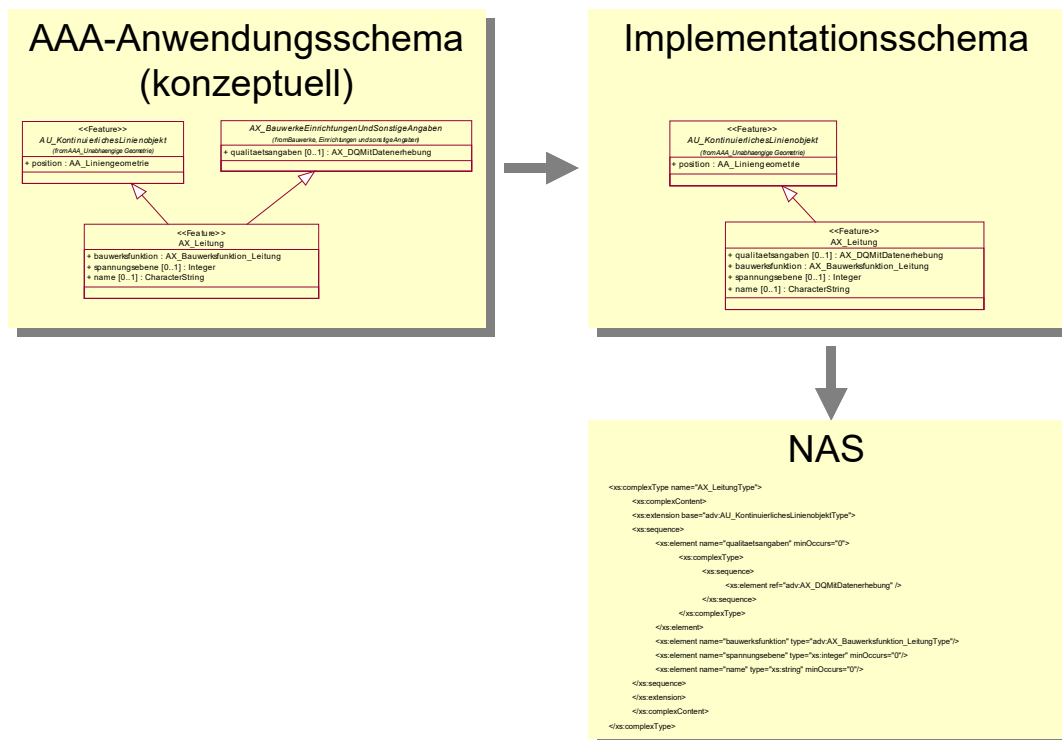 AAA-Anwendungsschema
(konzeptuell)
<<Feature>>
AU_KontinuierlichesLinienobjekt
(from AAA_Unabhaengige Geometrie)
+ position : AA_Liniengeometrie
AX_BauwerkeEinrichtungenUndSonstigeAngaben
(from Bauwerke, Einrichtungen und sonstige Angaben)
+ qualitaetsangaben [0..1] : AX_DQMitDatenerhebung
<<Feature>>
AX_Leitung
+ bauwerksfunktion : AX_Bauwerksfunktion_Leitung
+ spannungsebene [0..1] : Integer
+ name [0..1] : CharacterString
Implementationsschema
<<Feature>>
AU_KontinuierlichesLinienobjekt
(from AAA_Unabhaengige Geometrie)
+ position : AA_Liniengeometrie
<<Feature>>
AX_Leitung
+ qualitaetsangaben [0..1] : AX_DQMitDatenerhebung
+ bauwerksfunktion : AX_Bauwerksfunktion_Leitung
+ spannungsebene [0..1] : Integer
+ name [0..1] : CharacterString
NAS
<xs:complexType name="AX_LeitungType">
<xs:complexContent>
<xs:extension base="adv:AU_KontinuierlichesLinienobjektType">
<xs:sequence>
<xs:element name="qualitaetsangaben" minOccurs="0">
<xs:complexType>
<xs:sequence>
<xs:element ref="adv:AX_DQMitDatenerhebung" />
</xs:sequence>
</xs:complexType>
</xs:element>
<xs:element name="bauwerksfunktion" type="adv:AX_Bauwerksfunktion_LeitungType"/>
<xs:element name="spannungsebene" type="xs:integer" minOccurs="0"/>
<xs:element name="name" type="xs:string" minOccurs="0"/>
</xs:sequence>
</xs:extension>
</xs:complexContent>
</xs:complexType>